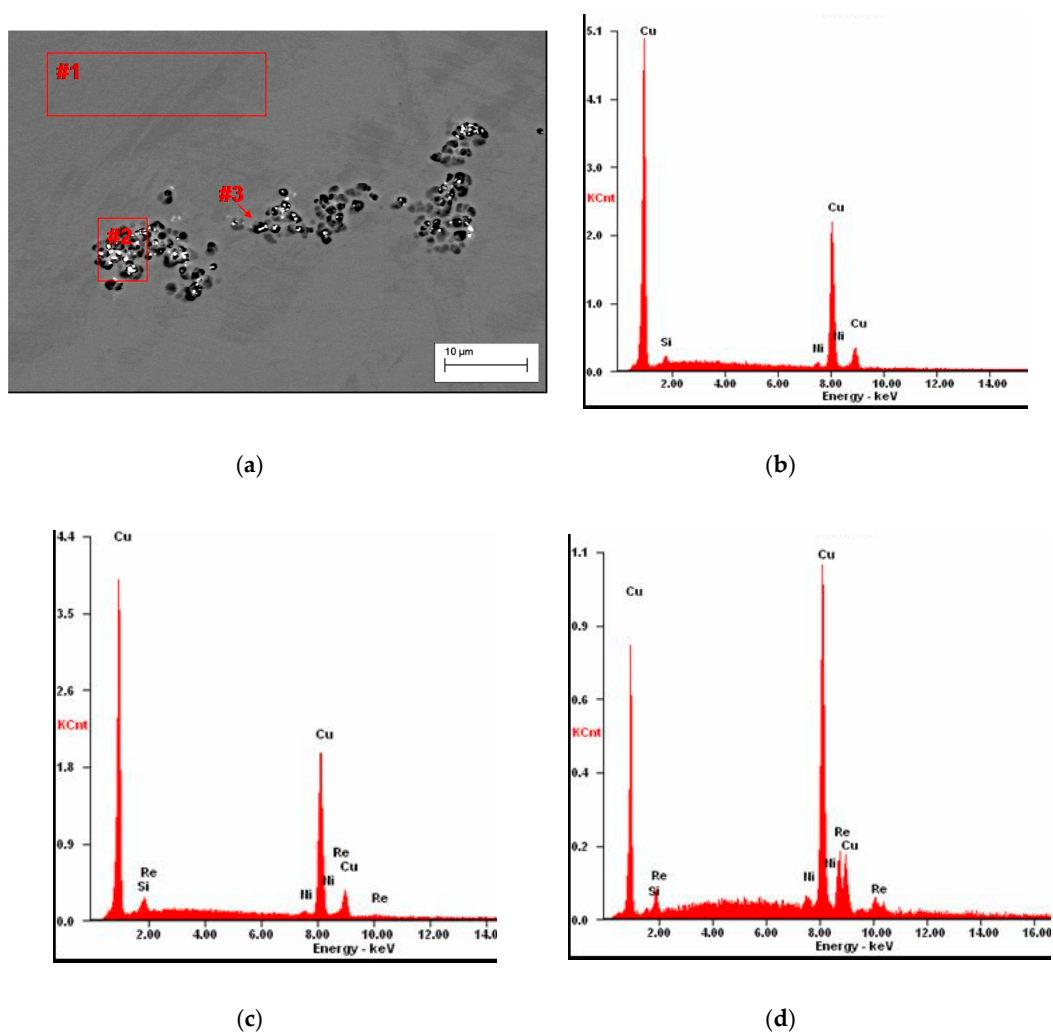 #1
#3
#2
10 µm
(a)
5.1
4.1
3.0
KCnt
2.0
1.0
0.0
Cu
Si
Cu
Ni
Ni
Cu
2.00 4.00 6.00 8.00 10.00 12.00 14.00
Energy - keV
(b)
4.4
3.5
2.6
KCnt
1.8
0.9
0.0
Cu
Re
Si
Cu
Ni
Ni
Re
Cu
Re
2.00 4.00 6.00 8.00 10.00 12.00
Energy - keV
(c)
1.1
0.9
0.6
KCnt
0.4
0.2
0.0
Cu
Re
Si
Cu
Ni
Ni
Re
Cu
Re
2.00 4.00 6.00 8.00 10.00 12.00 14.00 16.00
Energy - keV
(d)